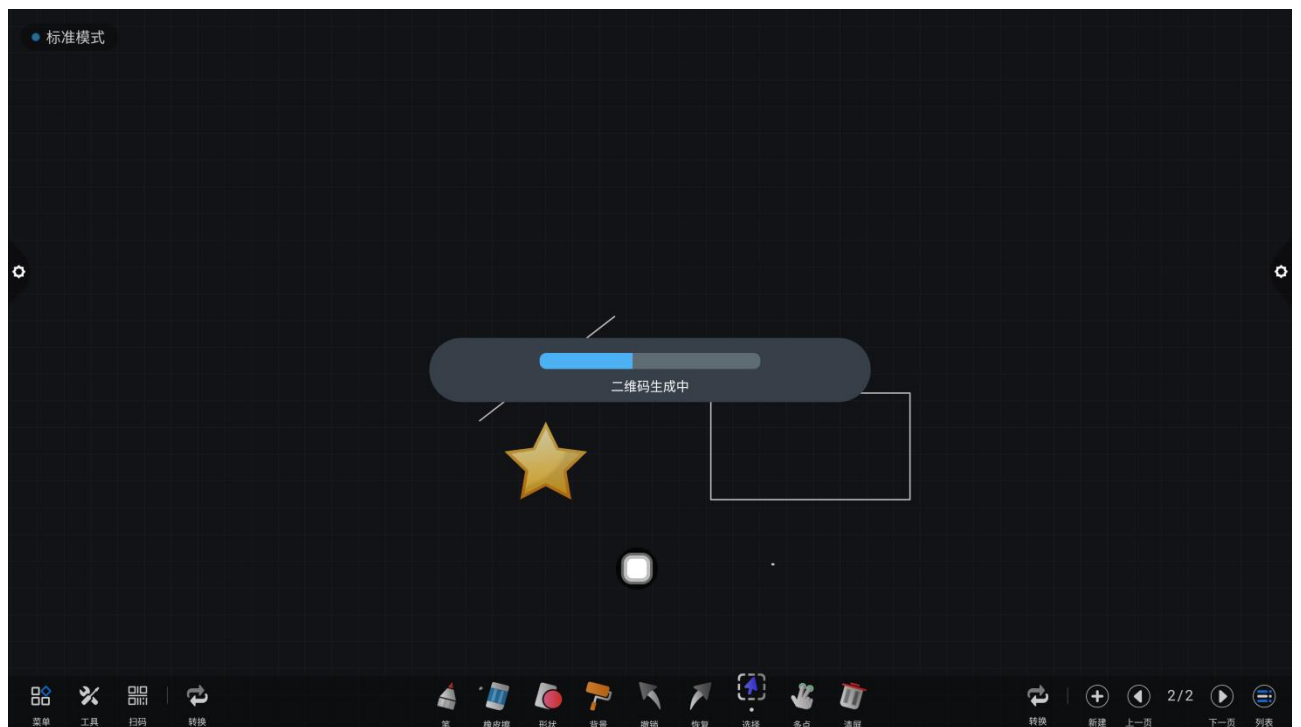 标准模式
二维码生成中
2/2
菜单
工具
扫码
转换
笔
橡皮擦
形状
背景
撤销
恢复
选择
多点
清屏
转换
新建
上一页
下一页
列表